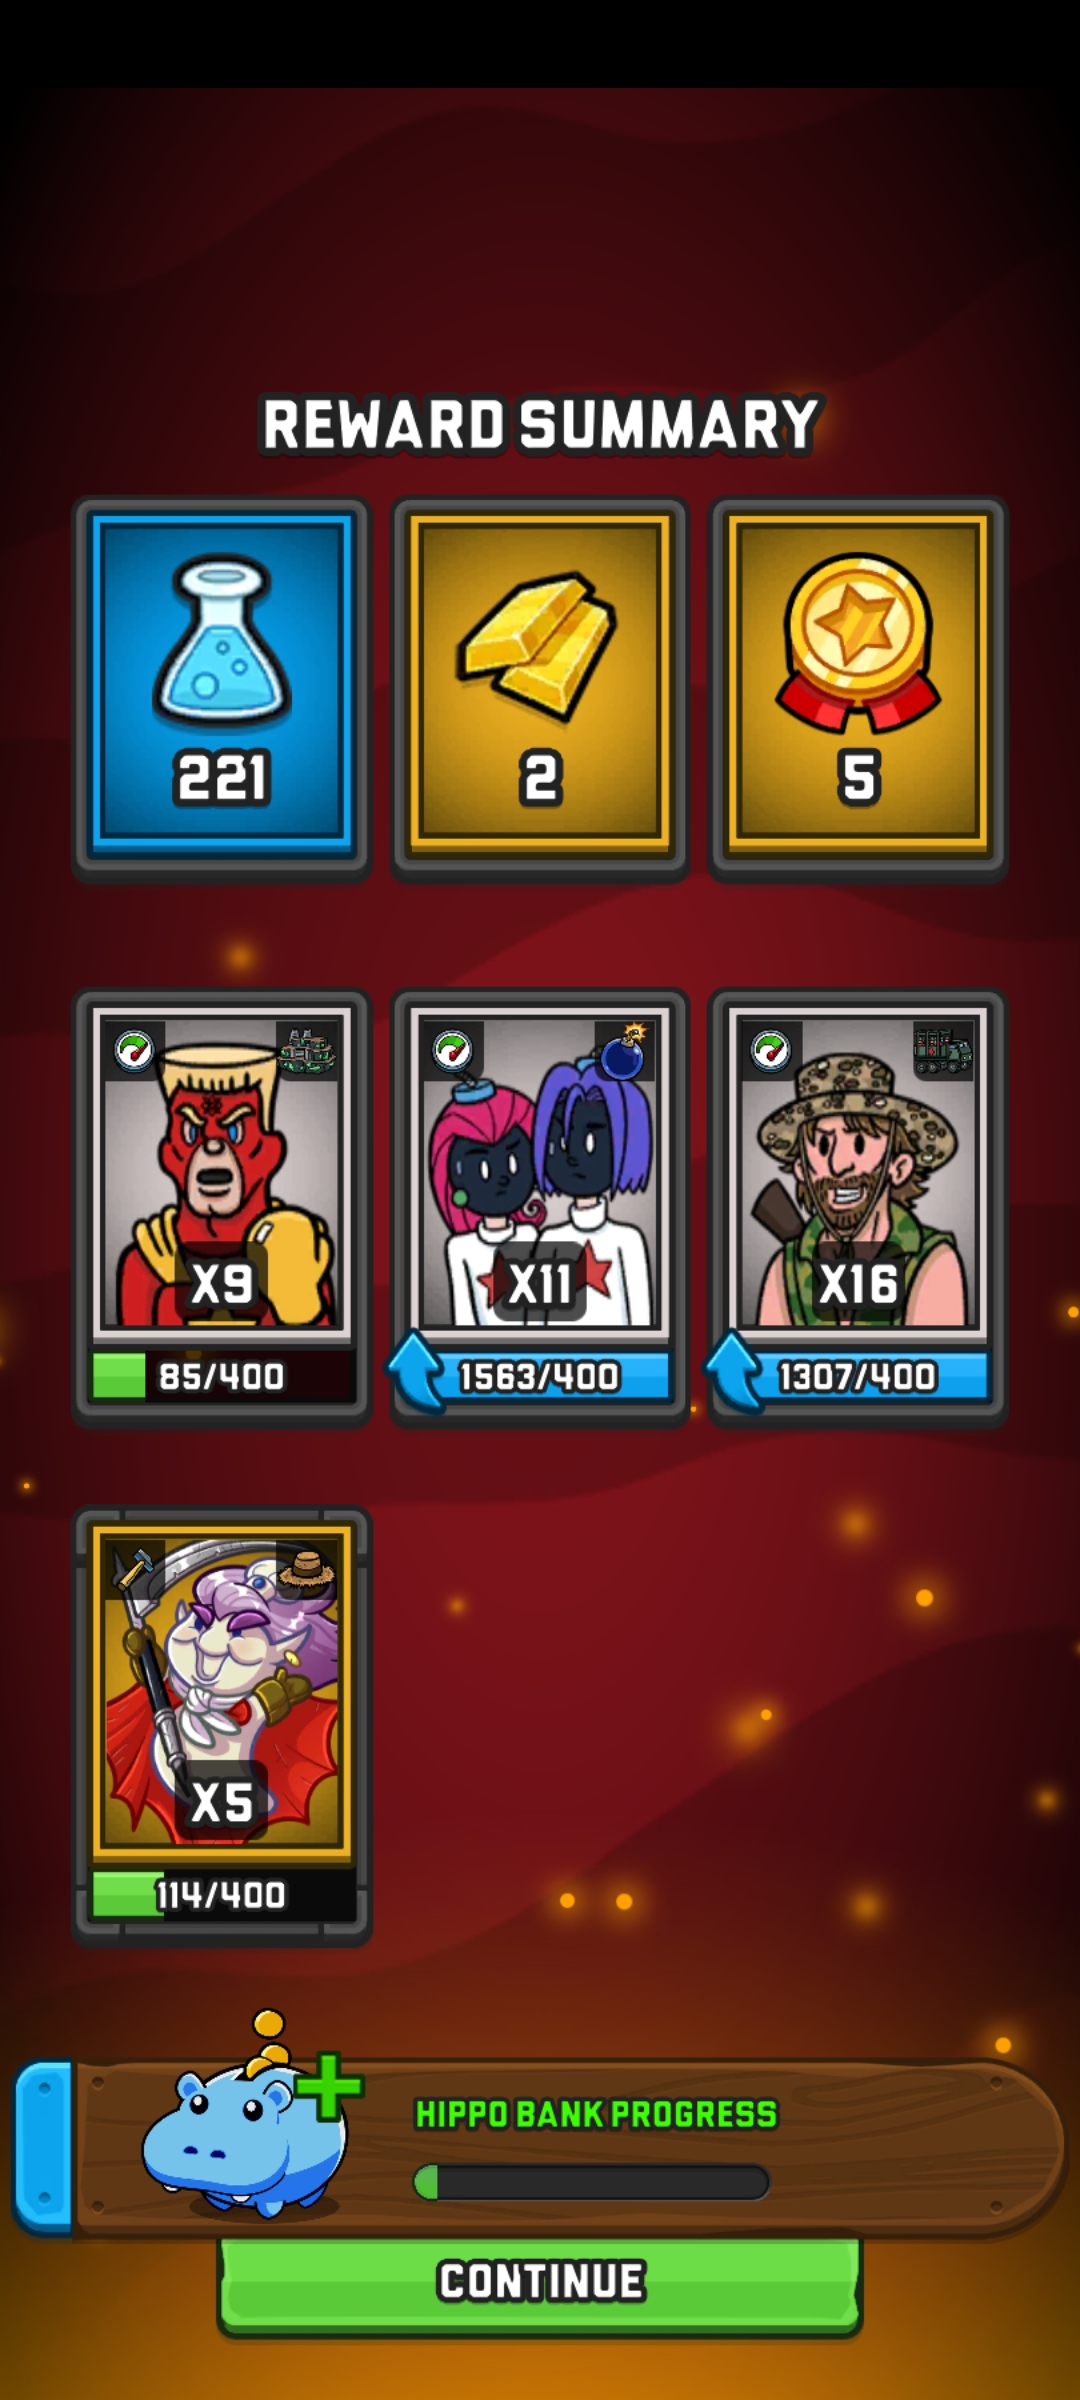 REWARD SUMMARY
221
2
5
X9
X11
X16
85/400
1563/400
1307/400
X5
114/400
HIPPO BANK PROGRESS
CONTINUE